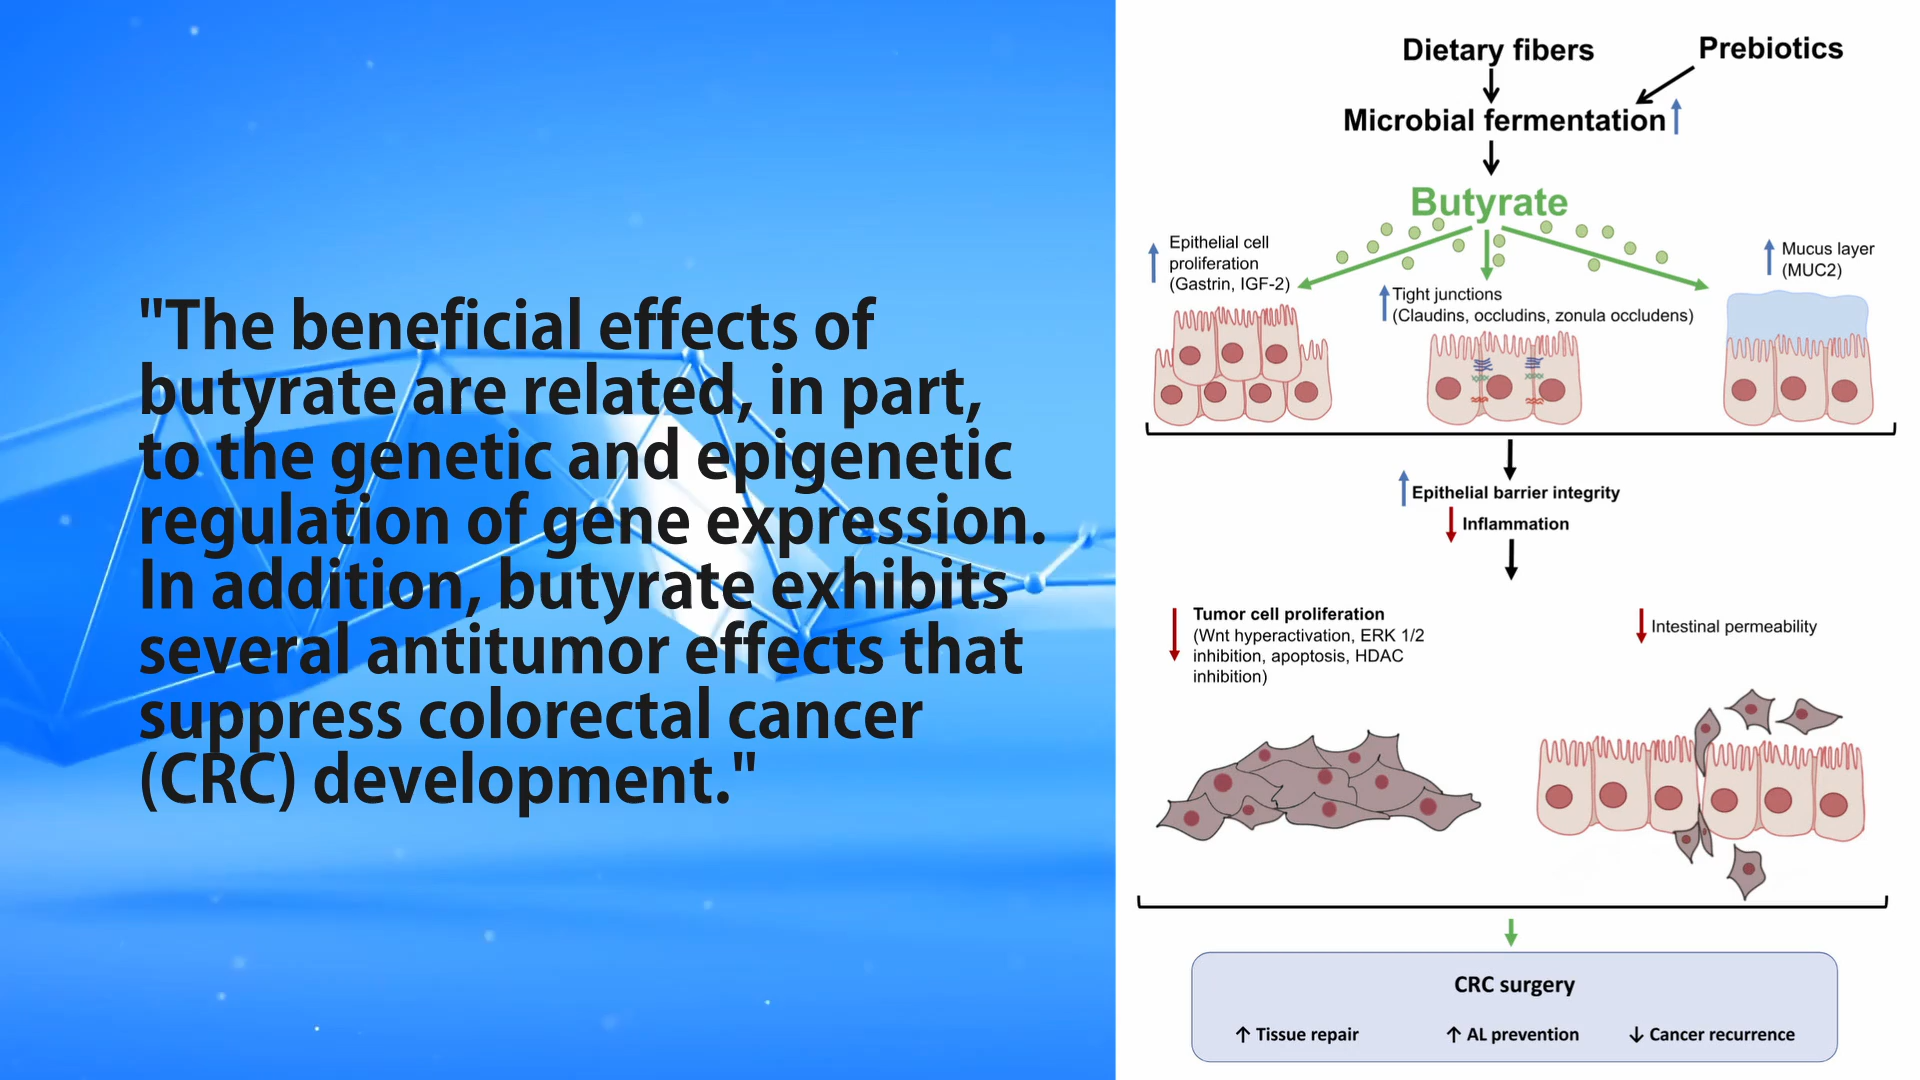 "The beneficial effects of
butyrate are related, in part,
to the genetic and epigenetic
regulation of gene expression.
In addition, butyrate exhibits
several antitumor effects that
suppress colorectal cancer
(CRC) development."
Dietary fibers
Prebiotics
Microbial fermentation
Butyrate
Epithelial cell
proliferation
(Gastrin, IGF-2)
Tight junctions
(Claudins, occludins, zonula occludens)
Mucus layer
(MUC2)
Epithelial barrier integrity
Inflammation
Tumor cell proliferation
(Wnt hyperactivation, ERK 1/2
inhibition, apoptosis, HDAC
inhibition)
Intestinal permeability
CRC surgery
↑ Tissue repair
↑ AL prevention
↓ Cancer recurrence